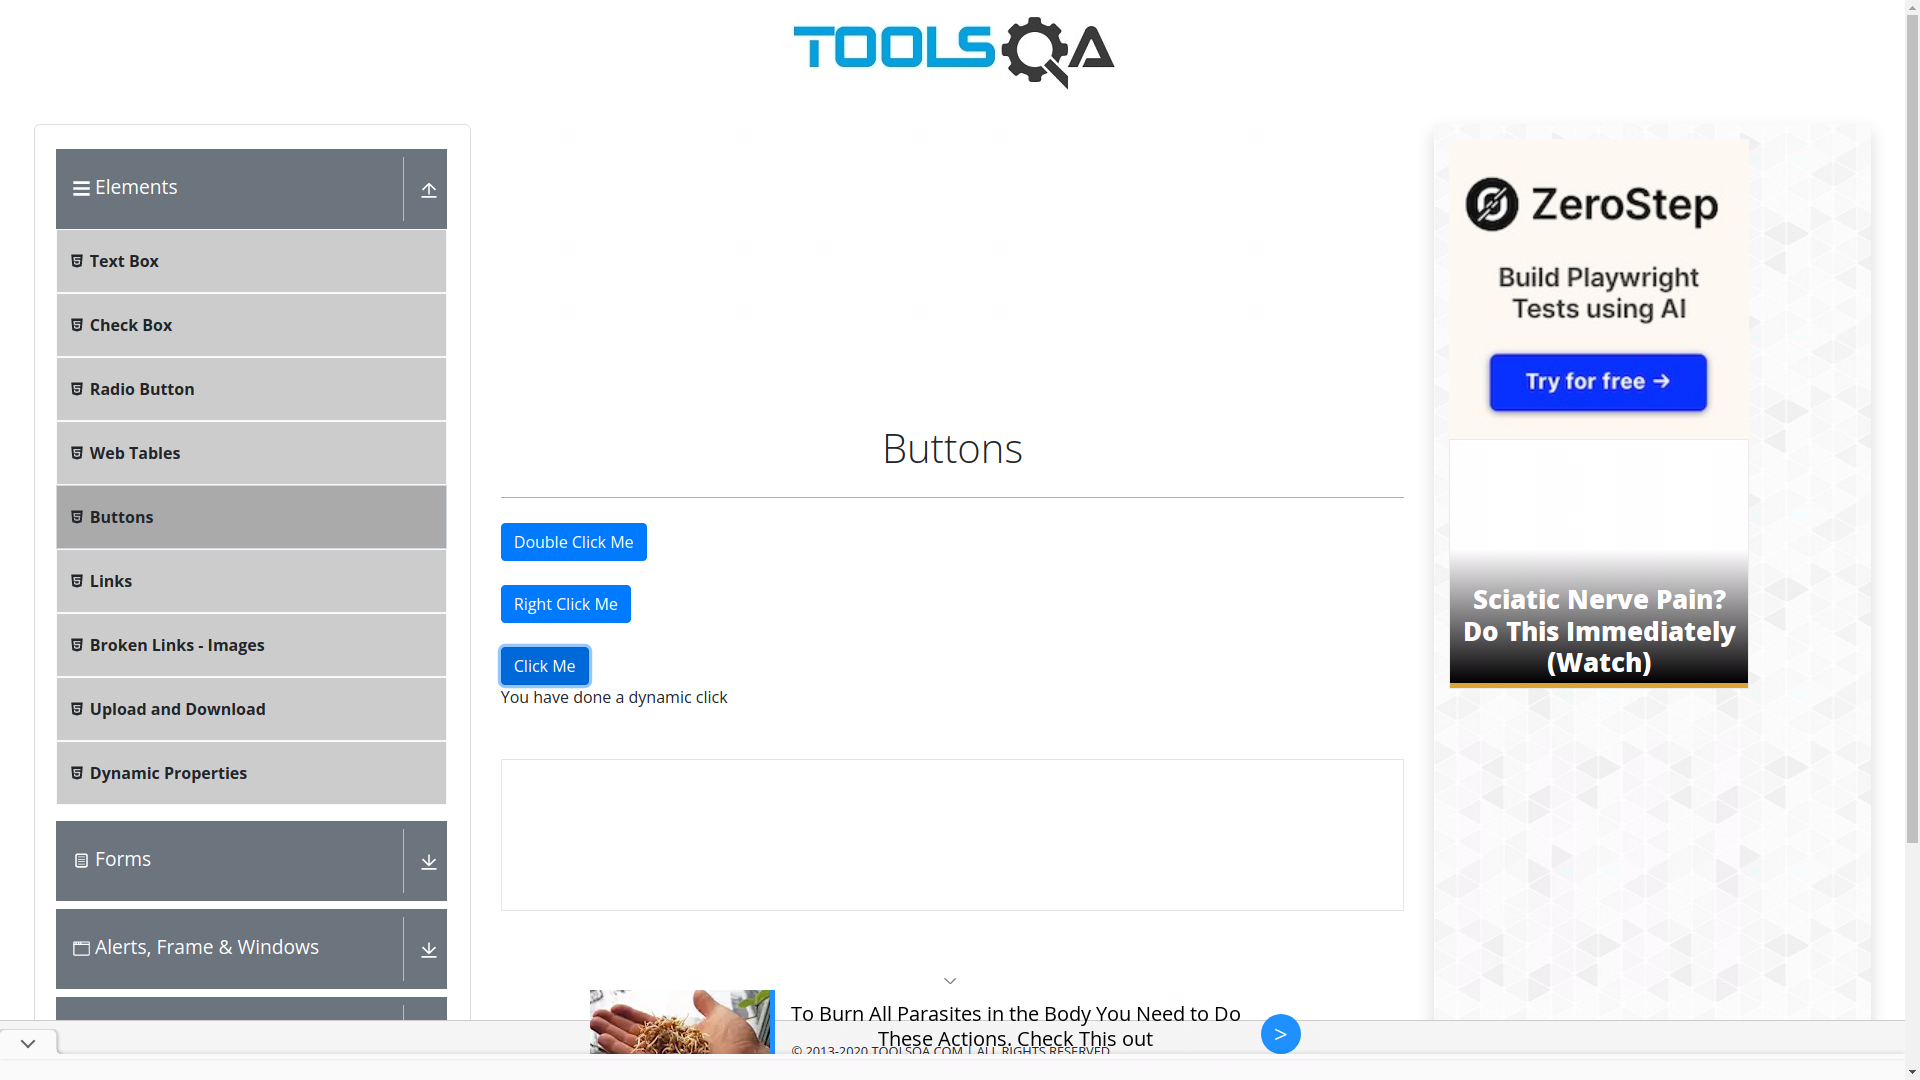 TOOLSQA
Elements
Text Box
Check Box
Radio Button
Web Tables
Buttons
Links
Broken Links - Images
Upload and Download
Dynamic Properties
Forms
Alerts, Frame & Windows
Buttons
Double Click Me
Right Click Me
Click Me
You have done a dynamic click
ZeroStep
Build Playwright
Tests using AI
Try for free →
Sciatic Nerve Pain?
Do This Immediately
(Watch)
To Burn All Parasites in the Body You Need to Do
These Actions. Check This out
>
© 2013-2020 TOOLSQA.COM | ALL RIGHTS RESERVED.